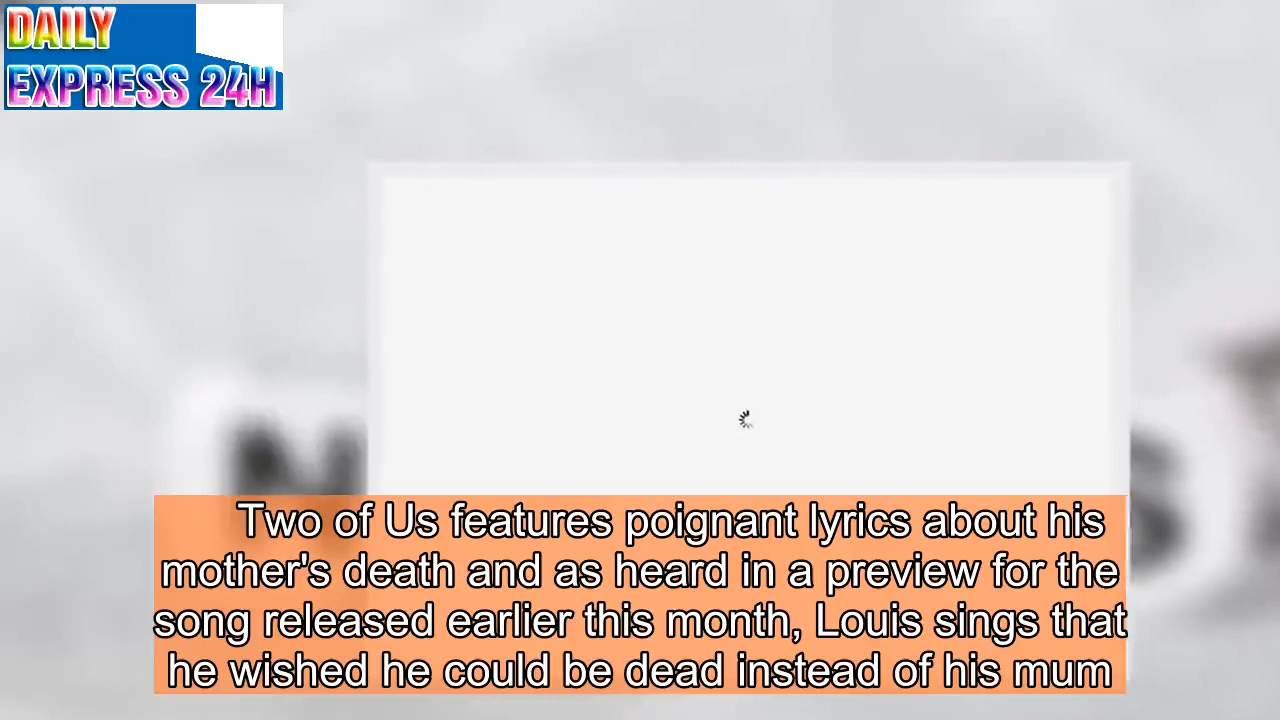 DAILY
EXPRESS 24H
Two of Us features poignant lyrics about his
mother's death and as heard in a preview for the
song released earlier this month, Louis sings that
he wished he could be dead instead of his mum